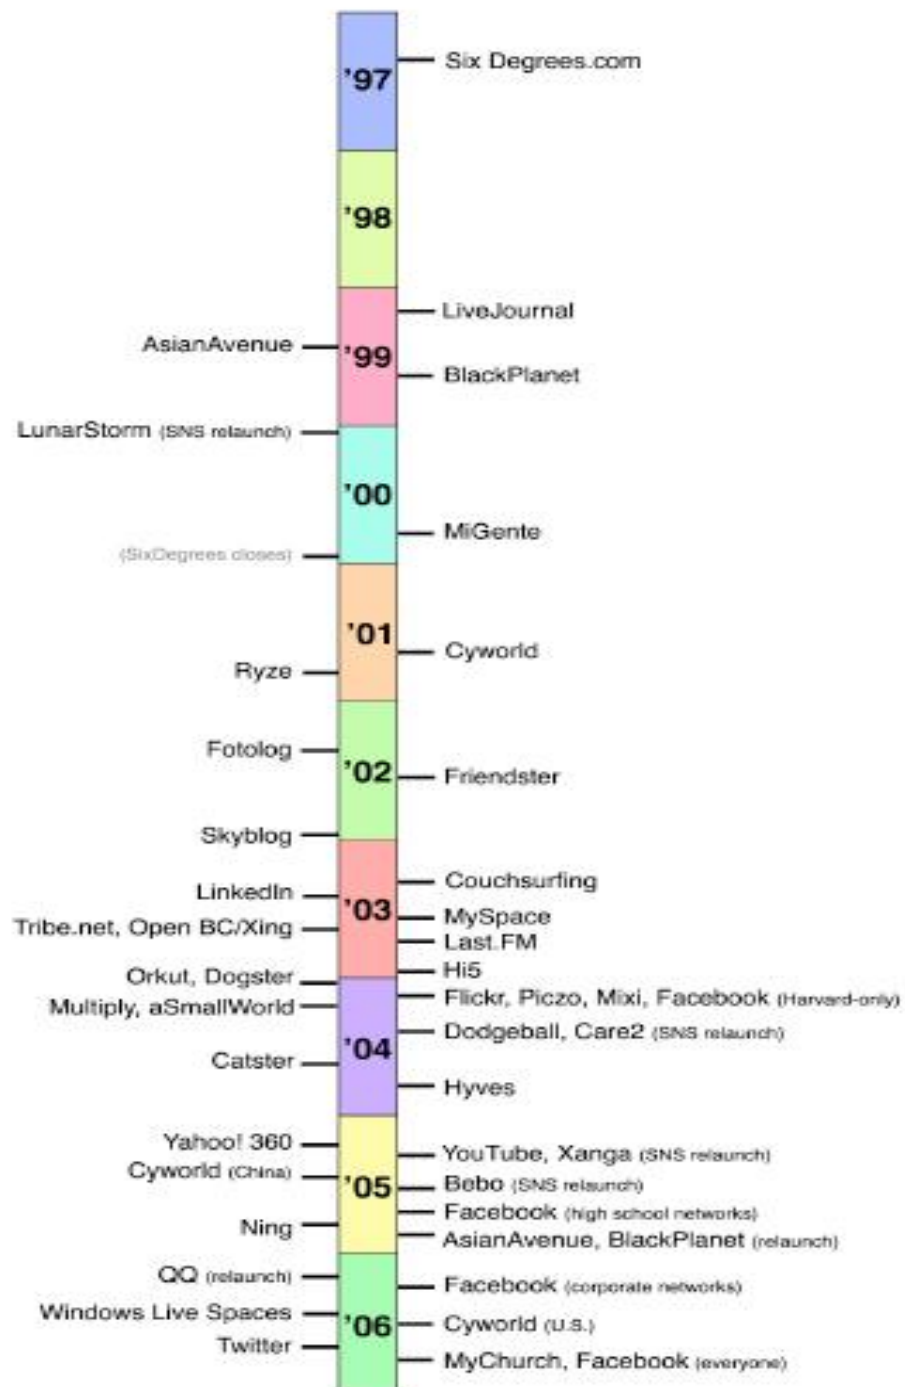 '97
Six Degrees.com
'98
LiveJournal
AsianAvenue
'99
BlackPlanet
LunarStorm (SNS relaunch)
'00
MiGente
(SixDegrees closes)
'01
Cyworld
Ryze
Fotolog
'02
Friendster
Skyblog
Couchsurfing
LinkedIn
'03
MySpace
Tribe.net, Open BC/Xing
Last.FM
Hi5
Orkut, Dogster
Flickr, Piczo, Mixi, Facebook (Harvard-only)
Multiply, aSmallWorld
Dodgeball, Care2 (SNS relaunch)
'04
Catster
Hyves
Yahoo! 360
YouTube, Xanga (SNS relaunch)
Cyworld (China)
Bebo (SNS relaunch)
'05
Facebook (high school networks)
Ning
AsianAvenue, BlackPlanet (relaunch)
QQ (relaunch)
Facebook (corporate networks)
Windows Live Spaces
'06
Cyworld (U.S.)
Twitter
MyChurch, Facebook (everyone)